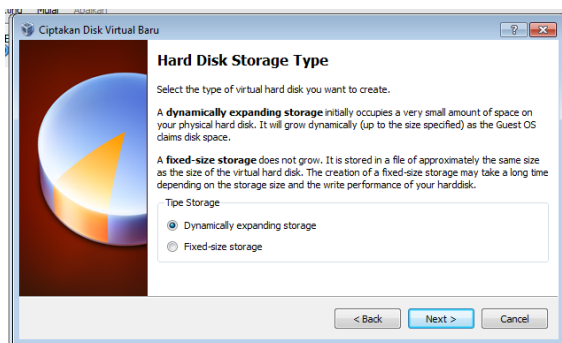 Mulai
Ciptakan Disk Virtual Baru
Hard Disk Storage Type
Select the type of virtual hard disk you want to create.
A dynamically expanding storage initially occupies a very small amount of space on
your physical hard disk. It will grow dynamically (up to the size specified) as the Guest OS
claims disk space.
A fixed-size storage does not grow. It is stored in a file of approximately the same size
as the size of the virtual hard disk. The creation of a fixed-size storage may take a long time
depending on the storage size and the write performance of your harddisk.
Tipe Storage
Dynamically expanding storage
Fixed-size storage
< Back
Next >
Cancel